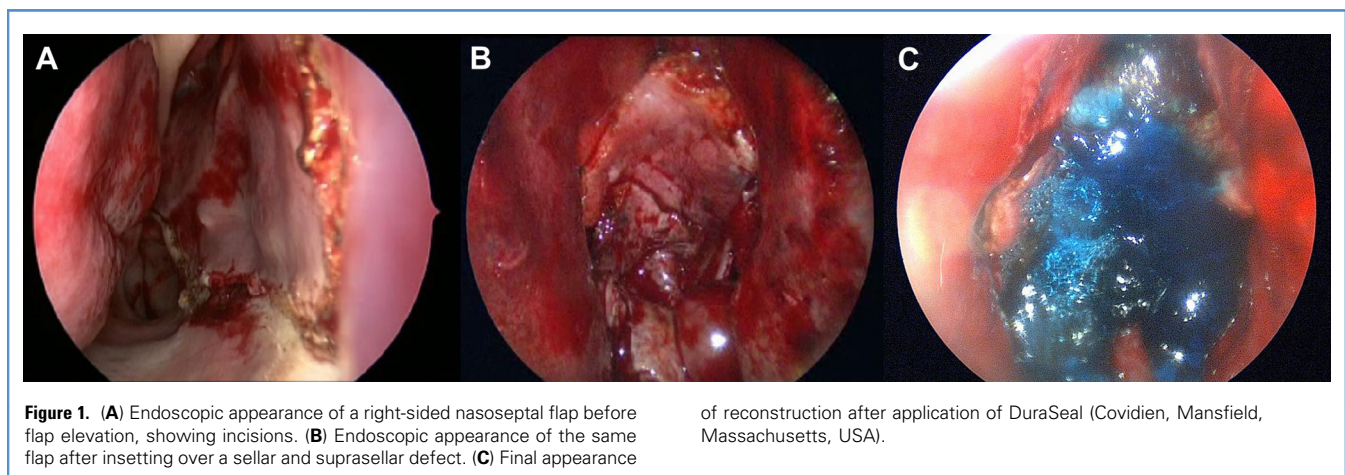 A
B
C
Figure 1. (A) Endoscopic appearance of a right-sided nasoseptal flap before
flap elevation, showing incisions. (B) Endoscopic appearance of the same
flap after insetting over a sellar and suprasellar defect. (C) Final appearance
of reconstruction after application of DuraSeal (Covidien, Mansfield,
Massachusetts, USA).